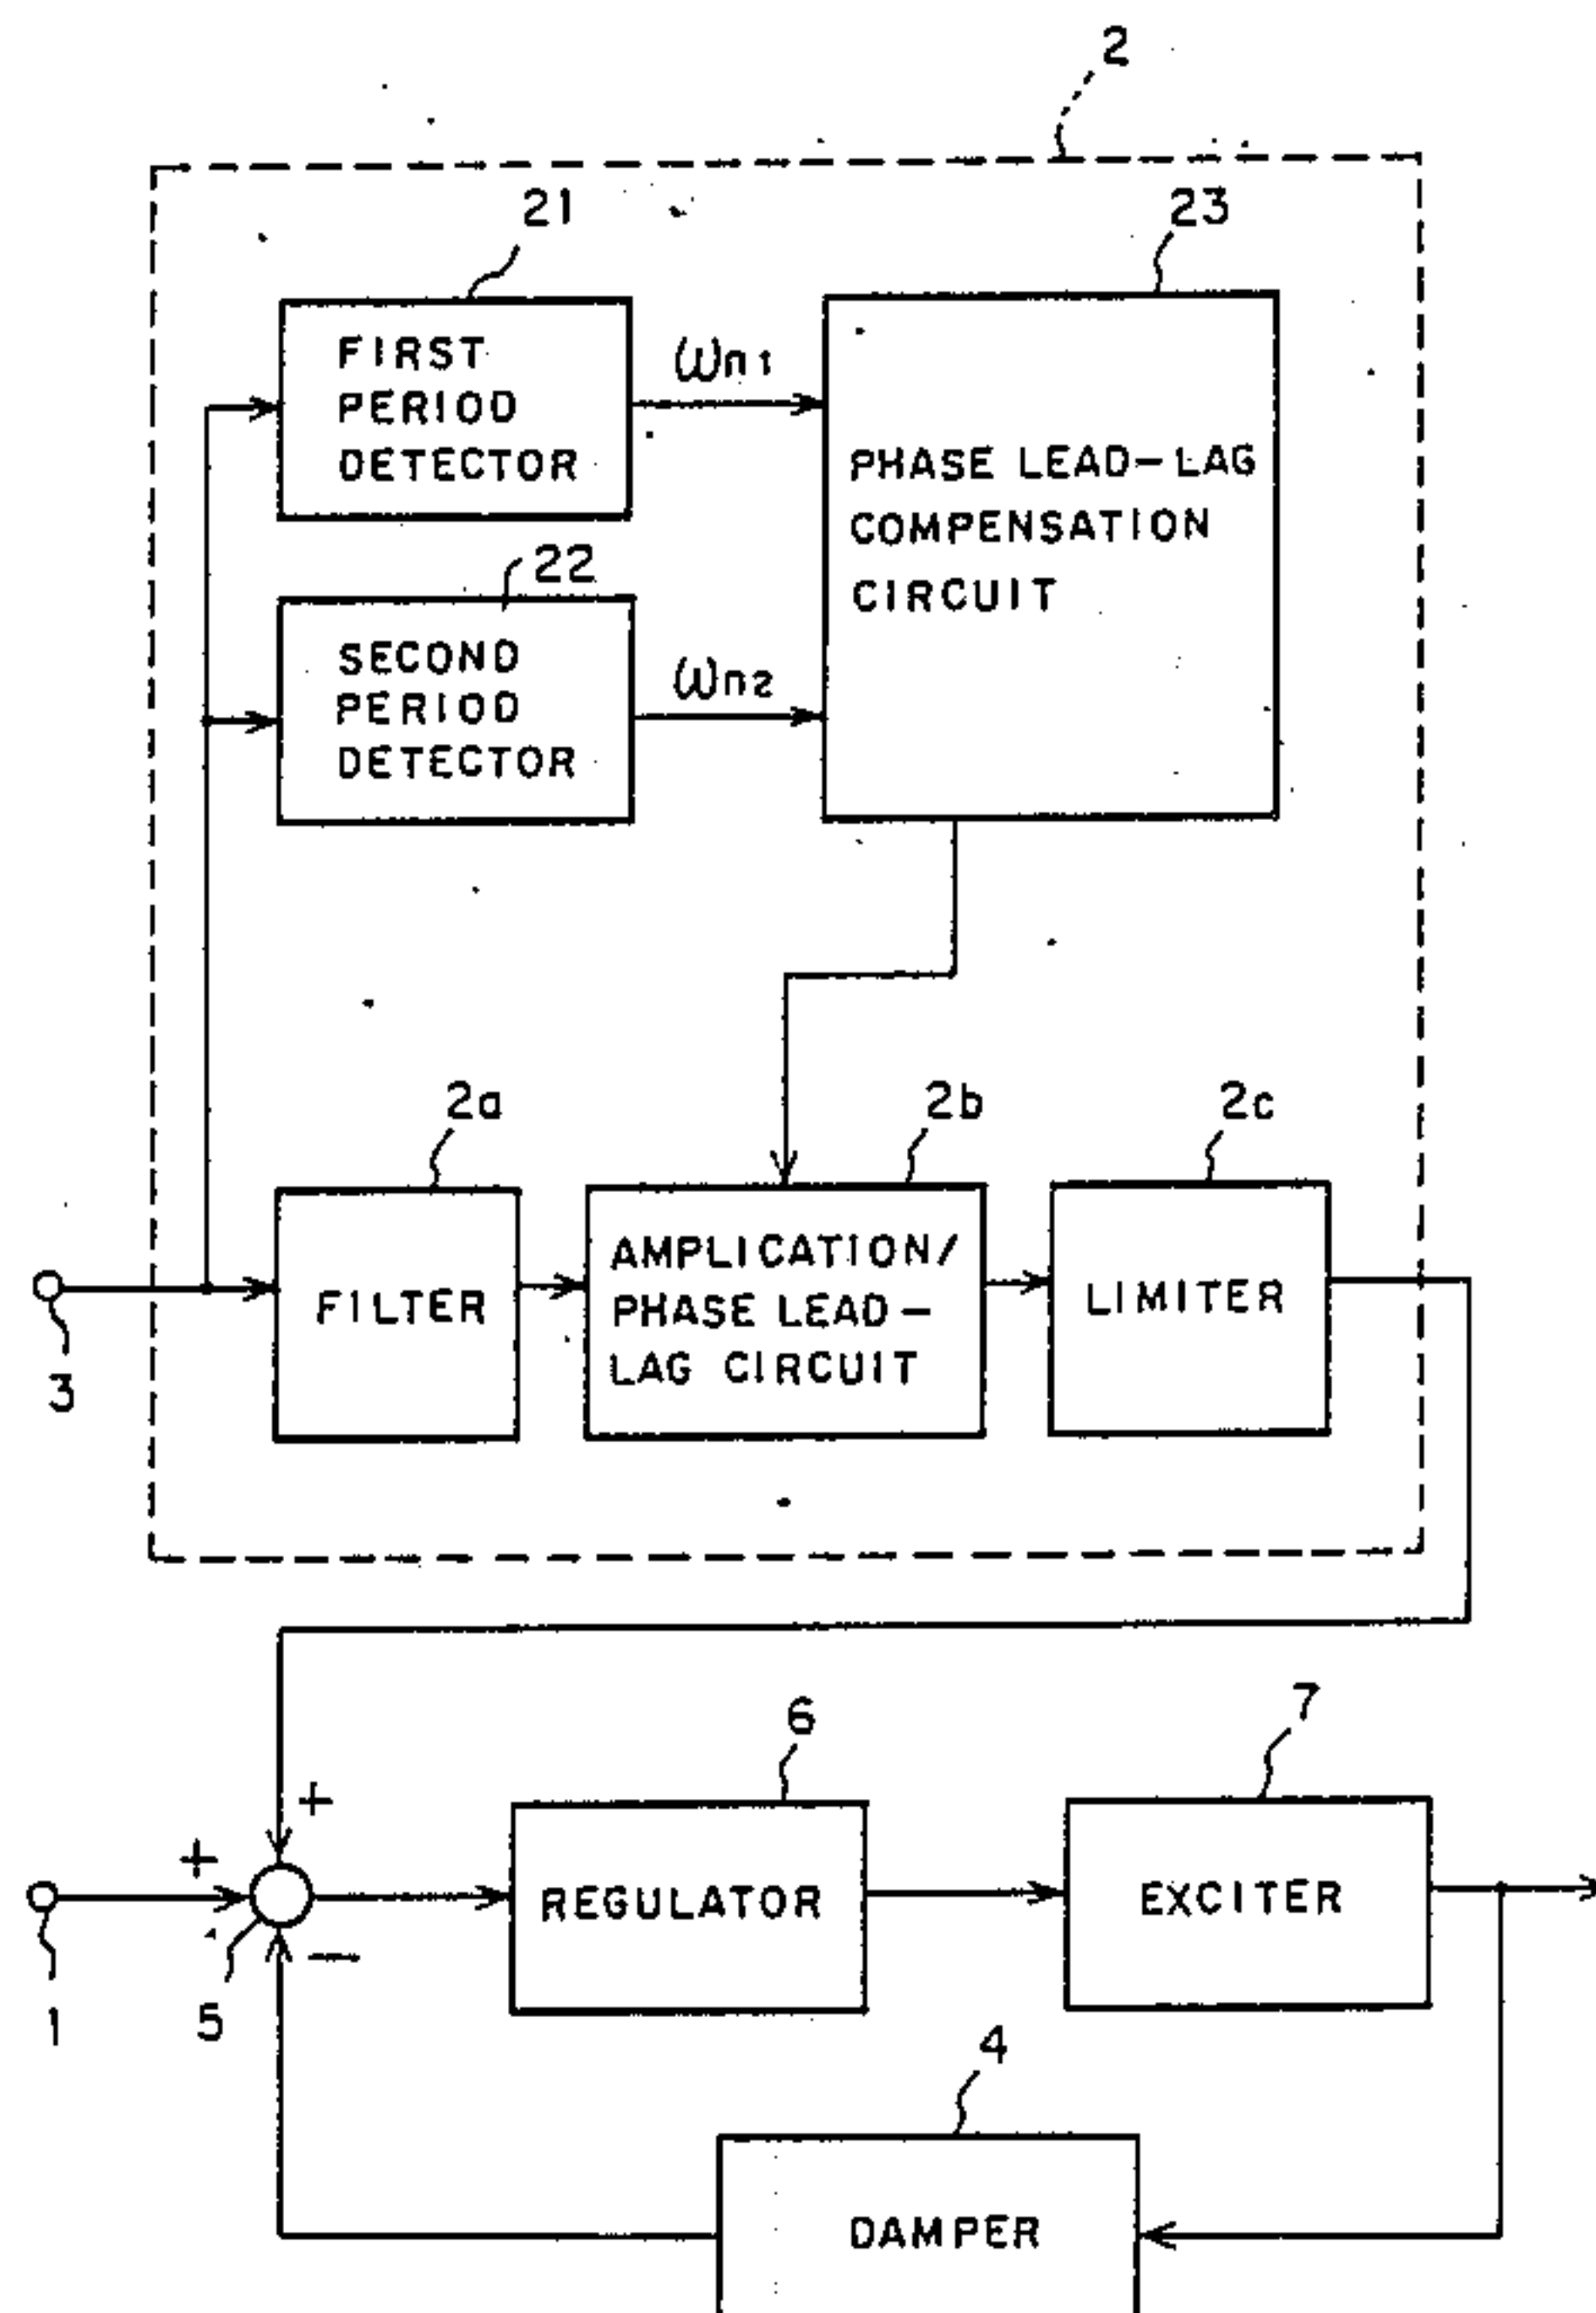 2
21
23
FIRST
PERIOD
DETECTOR
ωn1
PHASE LEAD-LAG
COMPENSATION
CIRCUIT
22
SECOND
PERIOD
DETECTOR
ωn2
2a
2b
2c
FILTER
AMPLICATION/
PHASE LEAD-
LAG CIRCUIT
LIMITER
3
6
7
+
+
REGULATOR
EXCITER
−
1
5
4
DAMPER